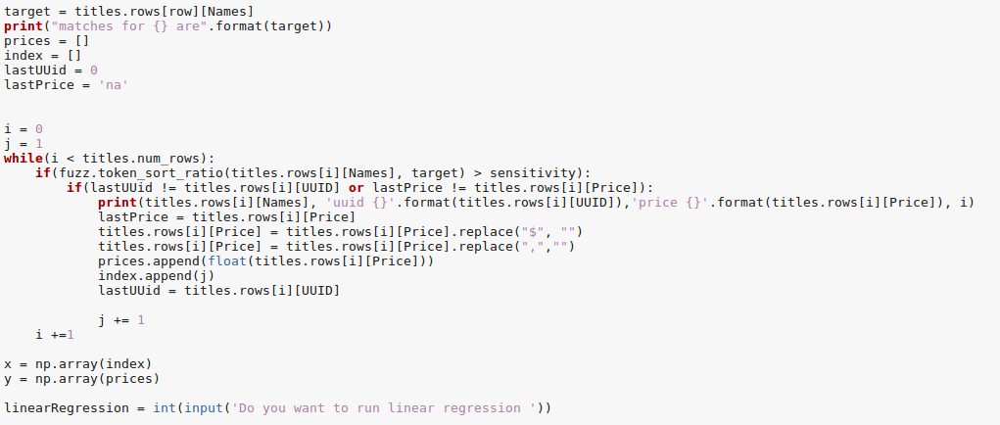 target = titles.rows[row][Names]
print("matches for {} are".format(target))
prices = []
index = []
lastUUid = 0
lastPrice = 'na'
i = 0
j = 1
while(i < titles.num_rows):
    if(fuzz.token_sort_ratio(titles.rows[i][Names], target) > sensitivity):
        if(lastUUid != titles.rows[i][UUID] or lastPrice != titles.rows[i][Price]):
            print(titles.rows[i][Names], 'uuid {}'.format(titles.rows[i][UUID]),'price {}'.format(titles.rows[i][Price]), i)
            lastPrice = titles.rows[i][Price]
            titles.rows[i][Price] = titles.rows[i][Price].replace("$", "")
            titles.rows[i][Price] = titles.rows[i][Price].replace(",","")
            prices.append(float(titles.rows[i][Price]))
            index.append(j)
            lastUUid = titles.rows[i][UUID]
            j += 1
    i +=1
x = np.array(index)
y = np.array(prices)
linearRegression = int(input('Do you want to run linear regression '))